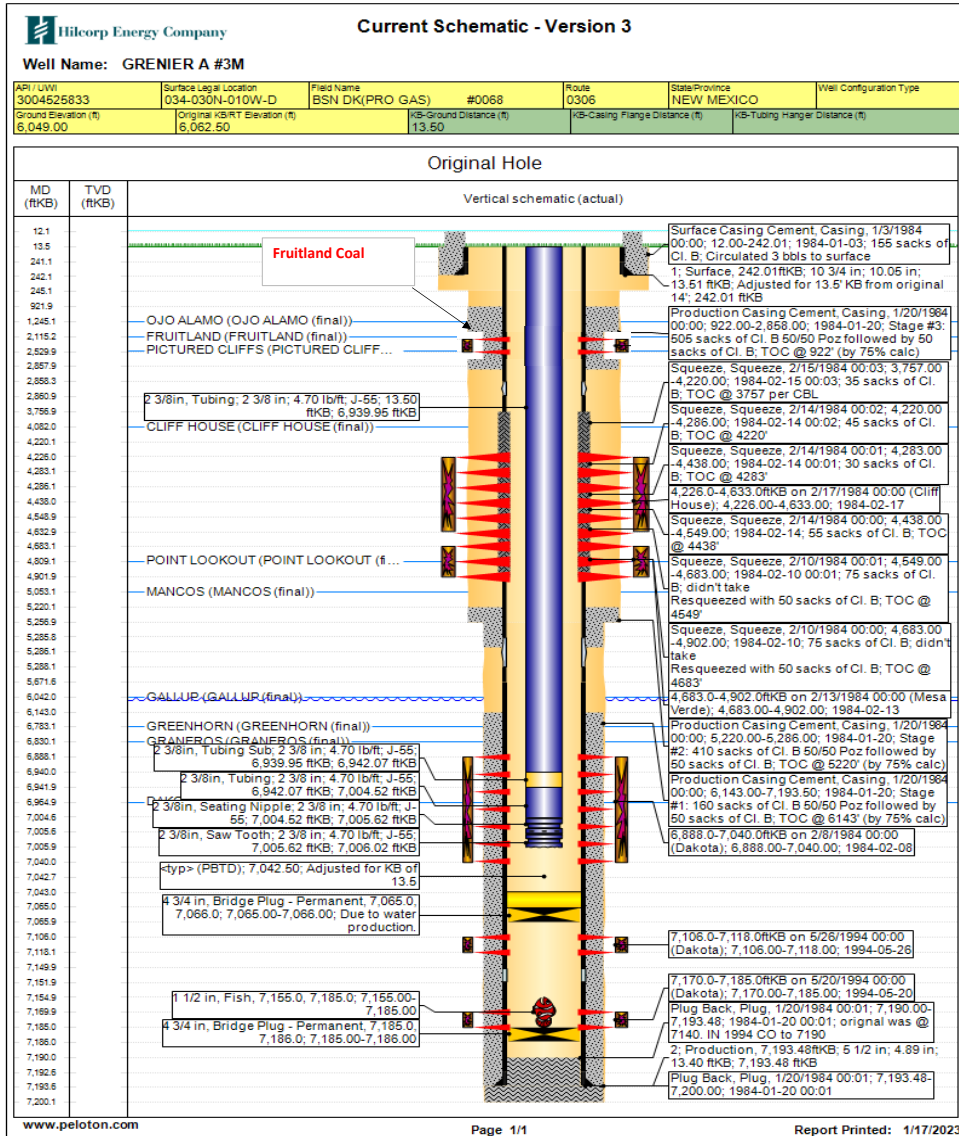 Hilcorp Energy Company
Current Schematic - Version 3
Well Name: GRENIER A #3M
API / UWI
3004525833
Surface Legal Location
034-030N-010W-D
Field Name
BSN DK(PRO GAS) #0068
Route
0306
State/Province
NEW MEXICO
Well Configuration Type
Ground Elevation (ft)
6,049.00
Original KB/RT Elevation (ft)
6,062.50
KB-Ground Distance (ft)
13.50
KB-Casing Flange Distance (ft)
KB-Tubing Hanger Distance (ft)
Original Hole
MD
(ftKB)
TVD
(ftKB)
Vertical schematic (actual)
12.1
13.5
241.1
242.1
245.1
921.9
1,245.1
2,115.2
2,529.9
2,857.9
2,858.3
2,860.9
3,756.9
4,082.0
4,220.1
4,226.0
4,283.1
4,286.1
4,438.0
4,548.9
4,632.9
4,683.1
4,809.1
4,901.9
5,053.1
5,220.1
5,256.9
5,285.8
5,286.1
5,288.1
5,671.6
6,042.0
6,143.0
6,783.1
6,830.1
6,888.1
6,940.0
6,941.9
6,964.9
7,004.6
7,005.6
7,005.9
7,040.0
7,042.7
7,043.0
7,065.0
7,065.9
7,106.0
7,118.1
7,149.9
7,151.9
7,154.9
7,169.9
7,185.0
7,186.0
7,190.0
7,192.6
7,193.6
7,200.1
Fruitland Coal
OJO ALAMO (OJO ALAMO (final))
FRUITLAND (FRUITLAND (final))
PICTURED CLIFFS (PICTURED CLIFF...
2 3/8in, Tubing; 2 3/8 in; 4.70 lb/ft; J-55; 13.50
ftKB; 6,939.95 ftKB
CLIFF HOUSE (CLIFF HOUSE (final))
POINT LOOKOUT (POINT LOOKOUT (fi...
MANCOS (MANCOS (final))
GALLUP (GALLUP (final))
GREENHORN (GREENHORN (final))
GRANEROS (GRANEROS (final))
2 3/8in, Tubing Sub; 2 3/8 in; 4.70 lb/ft; J-55;
6,939.95 ftKB; 6,942.07 ftKB
2 3/8in, Tubing; 2 3/8 in; 4.70 lb/ft; J-55;
6,942.07 ftKB; 7,004.52 ftKB
2 3/8in, Seating Nipple; 2 3/8 in; 4.70 lb/ft; J-
55; 7,004.52 ftKB; 7,005.62 ftKB
2 3/8in, Saw Tooth; 2 3/8 in; 4.70 lb/ft; J-55;
7,005.62 ftKB; 7,006.02 ftKB
<typ> (PBTD); 7,042.50; Adjusted for KB of
13.5
4 3/4 in, Bridge Plug - Permanent, 7,065.0,
7,066.0; 7,065.00-7,066.00; Due to water
production.
1 1/2 in, Fish, 7,155.0, 7,185.0; 7,155.00-
7,185.00
4 3/4 in, Bridge Plug - Permanent, 7,185.0,
7,186.0; 7,185.00-7,186.00
Surface Casing Cement, Casing, 1/3/1984
00:00; 12.00-242.01; 1984-01-03; 155 sacks of
Cl. B; Circulated 3 bbls to surface
1; Surface, 242.01ftKB; 10 3/4 in; 10.05 in;
13.51 ftKB; Adjusted for 13.5' KB from original
14'; 242.01 ftKB
Production Casing Cement, Casing, 1/20/1984
00:00; 922.00-2,858.00; 1984-01-20; Stage #3:
505 sacks of Cl. B 50/50 Poz followed by 50
sacks of Cl. B; TOC @ 922' (by 75% calc)
Squeeze, Squeeze, 2/15/1984 00:03; 3,757.00
-4,220.00; 1984-02-15 00:03; 35 sacks of Cl.
B; TOC @ 3757 per CBL
Squeeze, Squeeze, 2/14/1984 00:02; 4,220.00
-4,286.00; 1984-02-14 00:02; 45 sacks of Cl.
B; TOC @ 4220'
Squeeze, Squeeze, 2/14/1984 00:01; 4,283.00
-4,438.00; 1984-02-14 00:01; 30 sacks of Cl.
B; TOC @ 4283'
4,226.0-4,633.0ftKB on 2/17/1984 00:00 (Cliff
House); 4,226.00-4,633.00; 1984-02-17
Squeeze, Squeeze, 2/14/1984 00:00; 4,438.00
-4,549.00; 1984-02-14; 55 sacks of Cl. B; TOC
@ 4438'
Squeeze, Squeeze, 2/10/1984 00:01; 4,549.00
-4,683.00; 1984-02-10 00:01; 75 sacks of Cl.
B; didn't take
Resqueezed with 50 sacks of Cl. B; TOC @
4549'
Squeeze, Squeeze, 2/10/1984 00:00; 4,683.00
-4,902.00; 1984-02-10; 75 sacks of Cl. B; didn't
take
Resqueezed with 50 sacks of Cl. B; TOC @
4683'
4,683.0-4,902.0ftKB on 2/13/1984 00:00 (Mesa
Verde); 4,683.00-4,902.00; 1984-02-13
Production Casing Cement, Casing, 1/20/1984
00:00; 5,220.00-5,286.00; 1984-01-20; Stage
#2: 410 sacks of Cl. B 50/50 Poz followed by
50 sacks of Cl. B; TOC @ 5220' (by 75% calc)
Production Casing Cement, Casing, 1/20/1984
00:00; 6,143.00-7,193.50; 1984-01-20; Stage
#1: 160 sacks of Cl. B 50/50 Poz followed by
50 sacks of Cl. B; TOC @ 6143' (by 75% calc)
6,888.0-7,040.0ftKB on 2/8/1984 00:00
(Dakota); 6,888.00-7,040.00; 1984-02-08
7,106.0-7,118.0ftKB on 5/26/1994 00:00
(Dakota); 7,106.00-7,118.00; 1994-05-26
7,170.0-7,185.0ftKB on 5/20/1994 00:00
(Dakota); 7,170.00-7,185.00; 1994-05-20
Plug Back, Plug, 1/20/1984 00:01; 7,190.00-
7,193.48; 1984-01-20 00:01; orignal was @
7140. IN 1994 CO to 7190
2; Production, 7,193.48ftKB; 5 1/2 in; 4.89 in;
13.40 ftKB; 7,193.48 ftKB
Plug Back, Plug, 1/20/1984 00:01; 7,193.48-
7,200.00; 1984-01-20 00:01
www.peloton.com
Page 1/1
Report Printed: 1/17/2023